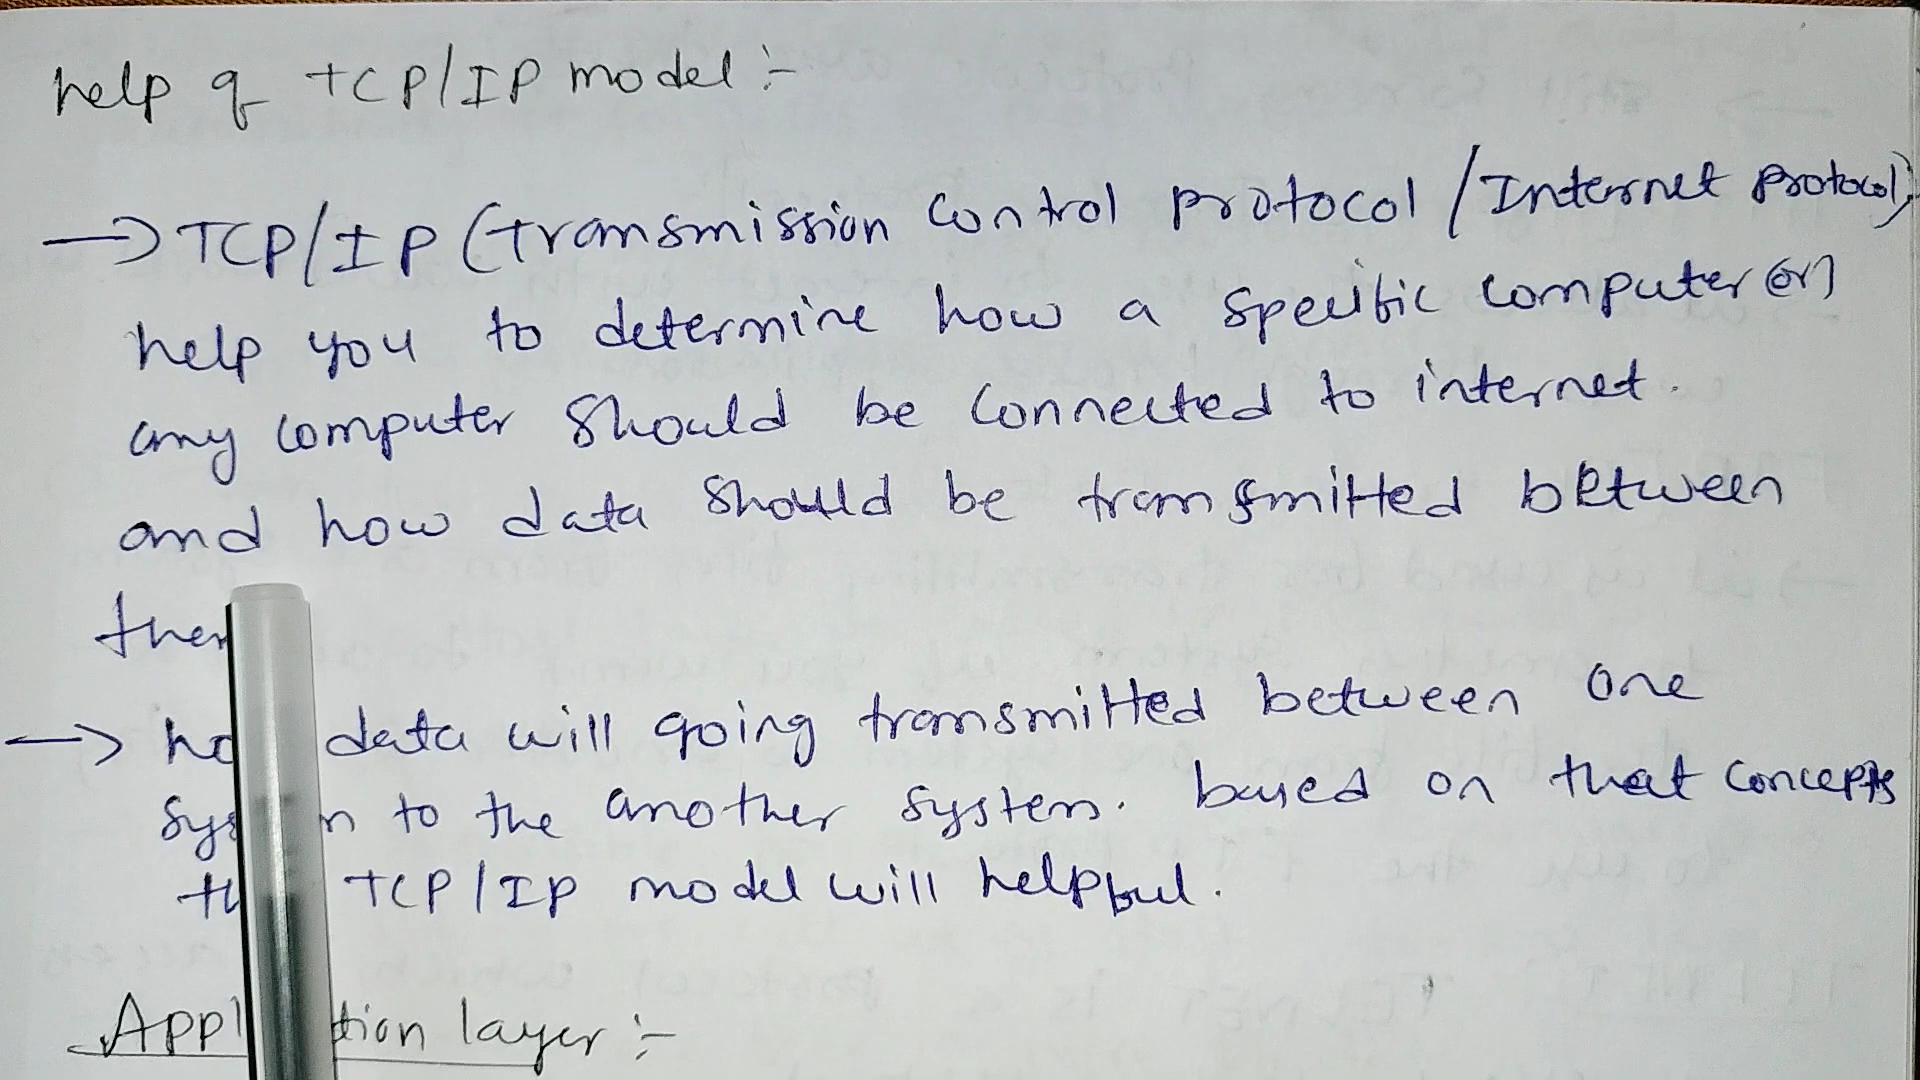 help of TCP/IP model :-
→ TCP/IP (Transmission Control protocol / Internet protocol)
help you to determine how a specific computer (or)
any computer should be connected to internet.
and how data should be transmitted between
→ data will going transmitted between one
to the another system. based on that concepts
TCP/IP model will helpful.
layer :-